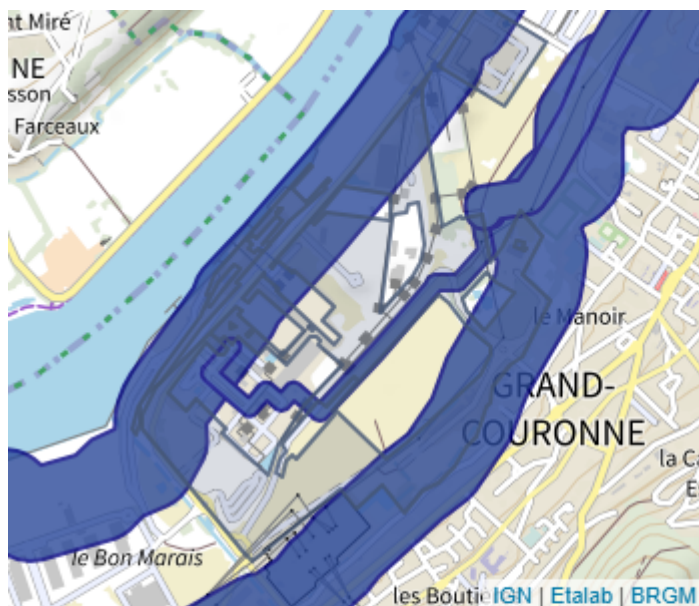 nt Miré
NE
sson
Farceaux
le Manoir
GRAND-
COURONNE
la Ca
E
le Bon Marais
les Bouti
IGN | Etalab | BRGM